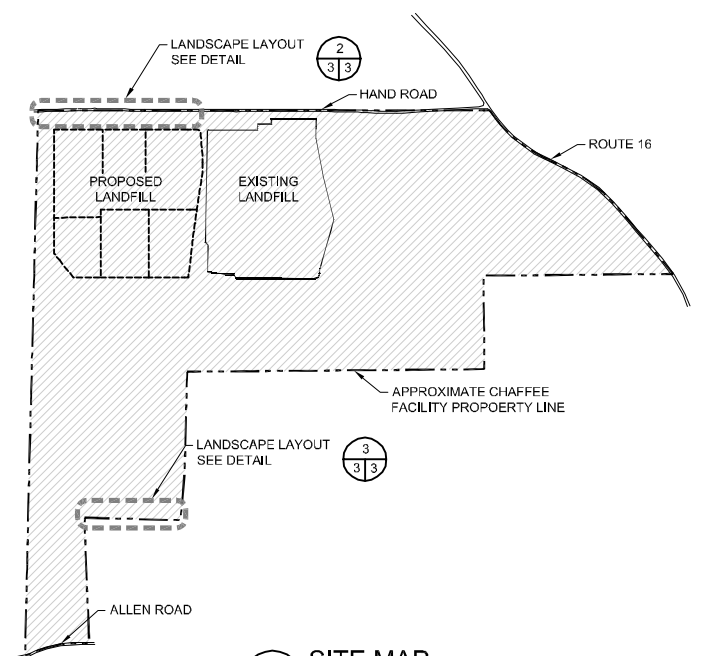 LANDSCAPE LAYOUT
SEE DETAIL
2
3 3
HAND ROAD
ROUTE 16
PROPOSED
LANDFILL
EXISTING
LANDFILL
APPROXIMATE CHAFFEE
FACILITY PROPOERTY LINE
LANDSCAPE LAYOUT
SEE DETAIL
3
3 3
ALLEN ROAD
SITE MAP